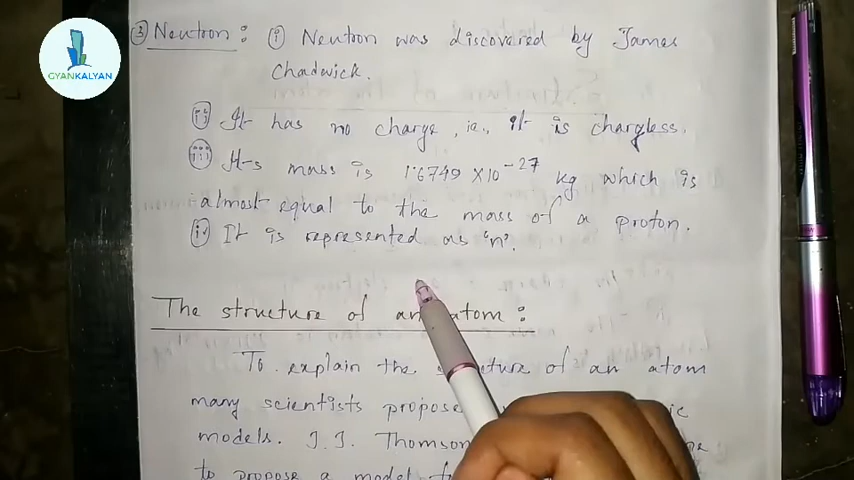 GYANKALYAN
③ Neutron : (i) Neutron was discovered by James
Chadwick.
(ii) It has no charge, ie., it is chargless.
(iii) It-s mass is 1.6749 × 10⁻²⁷ kg which is
almost equal to the mass of a proton.
(iv) It is represented as 'n'.
The structure of an atom :
To explain the structure of an atom
many scientists propose
models. J.J. Thomson
to propose a model